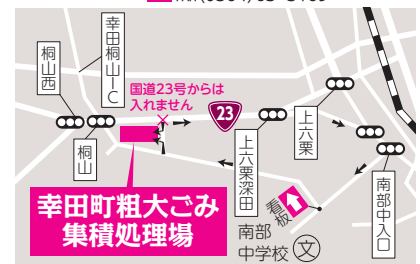 幸田桐山IC
桐山西
桐山
国道23号からは
入れません
23
上六栗深田
上六栗
南部中入口
看板
南部
中学校
文
幸田町粗大ごみ
集積処理場